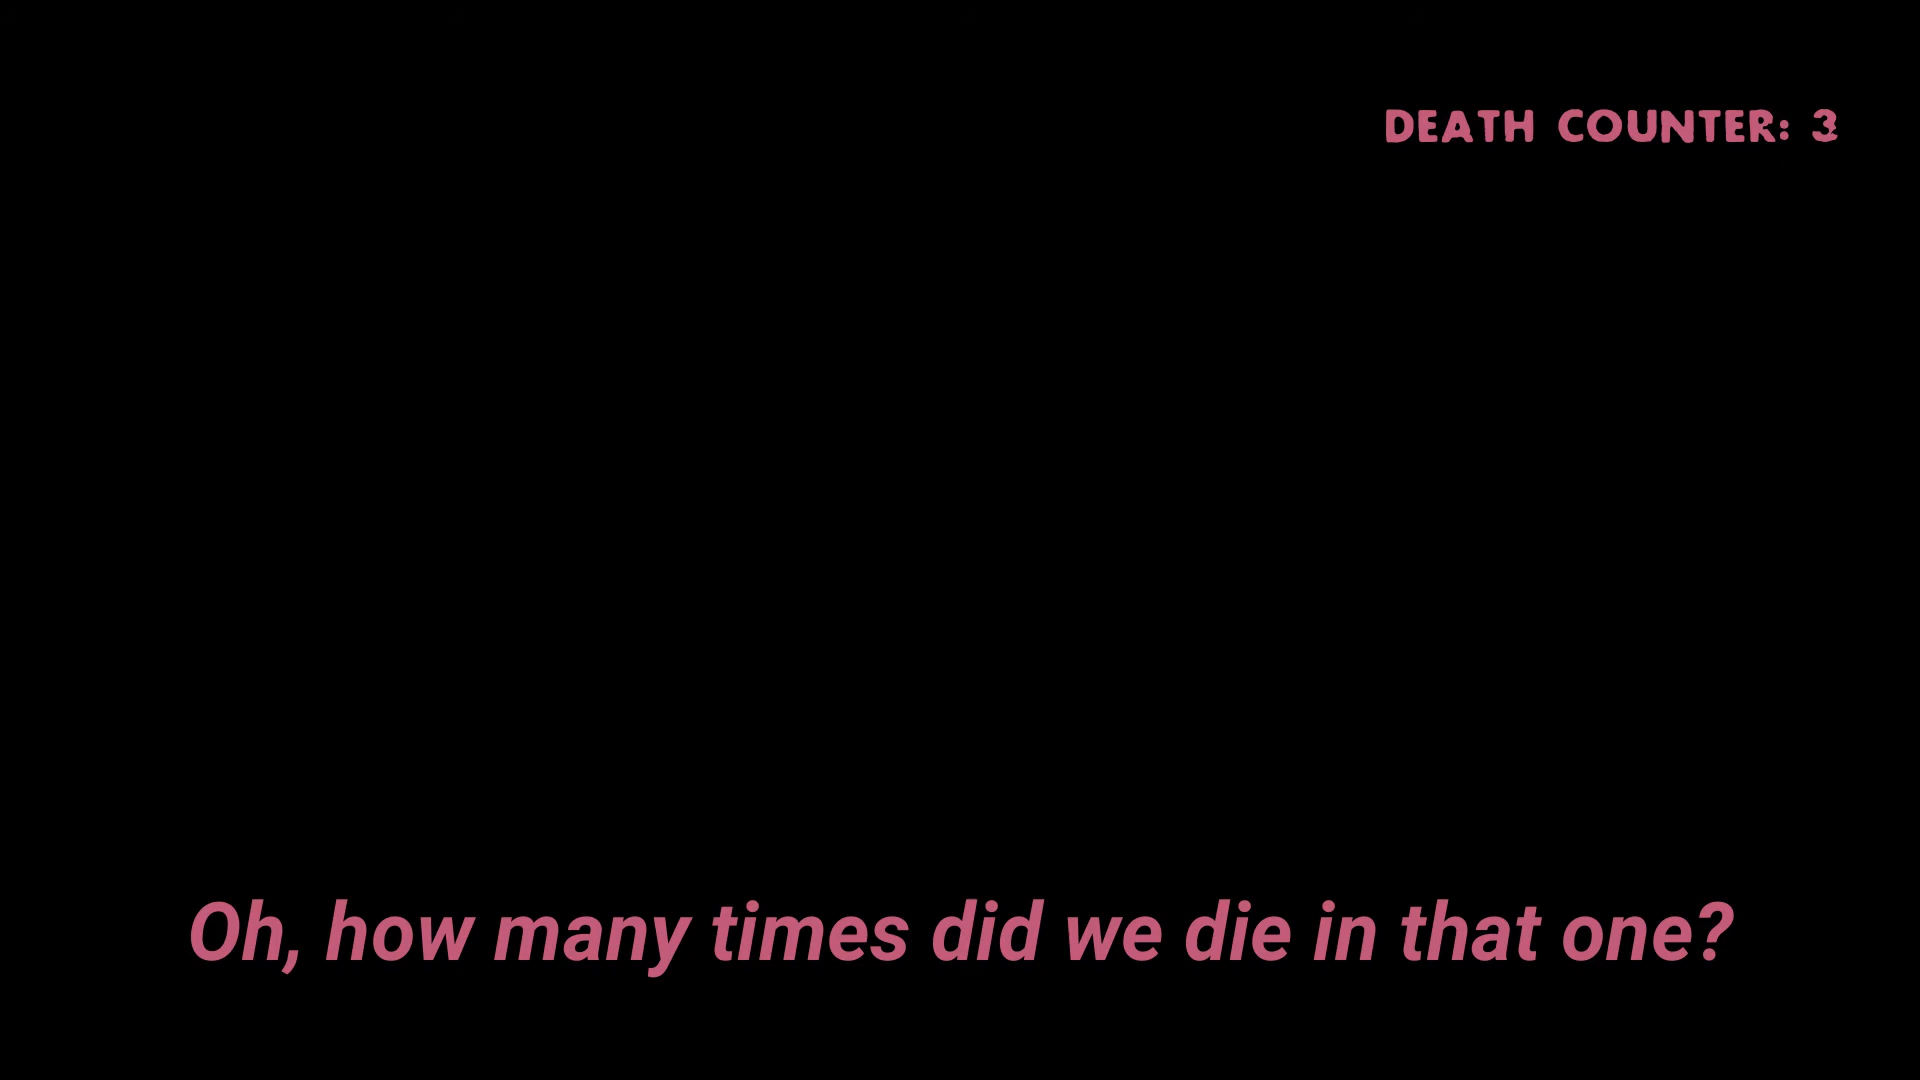 DEATH COUNTER: 3
Oh, how many times did we die in that one?